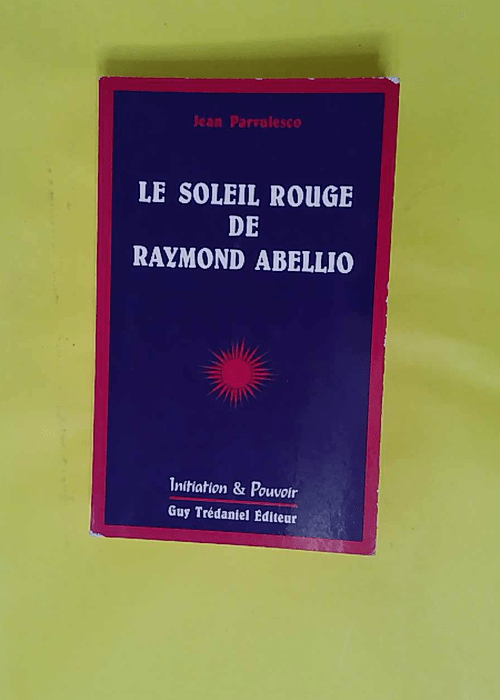 Jean Parvulesco
LE SOLEIL ROUGE
DE
RAYMOND ABELLIO
Initiation & Pouvoir
Guy Trédaniel Éditeur